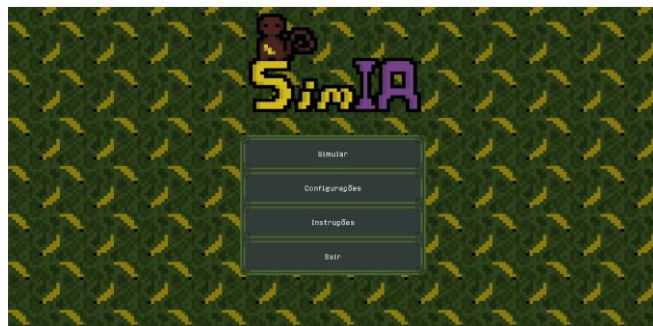 SimIA
Simular
Configurações
Instruções
Sair